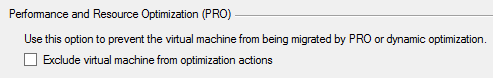 Performance and Resource Optimization (PRO)
Use this option to prevent the virtual machine from being migrated by PRO or dynamic optimization.
Exclude virtual machine from optimization actions